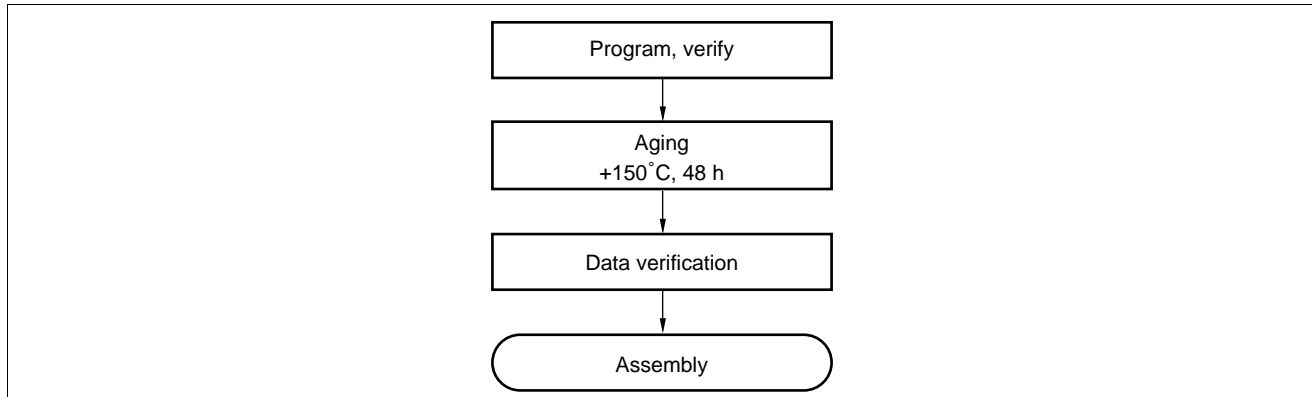 Program, verify
Aging
+150˚C, 48 h
Data verification
Assembly